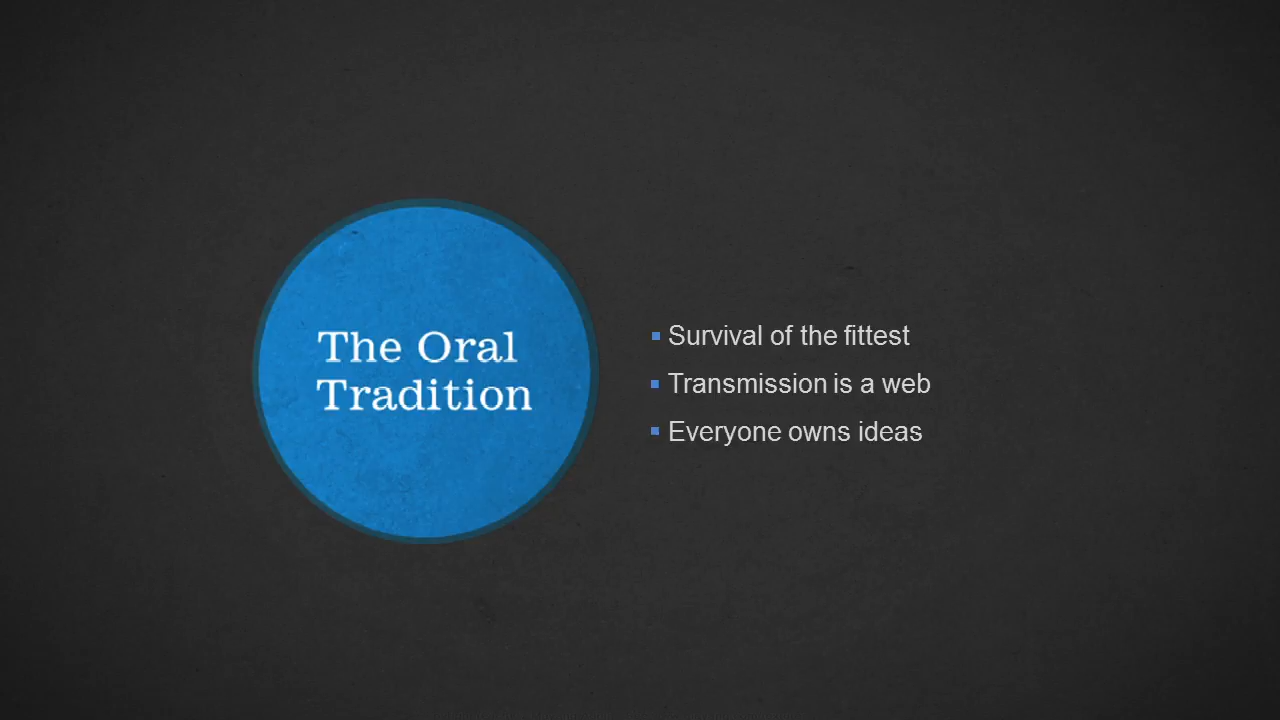 The Oral
Tradition
Survival of the fittest
Transmission is a web
Everyone owns ideas